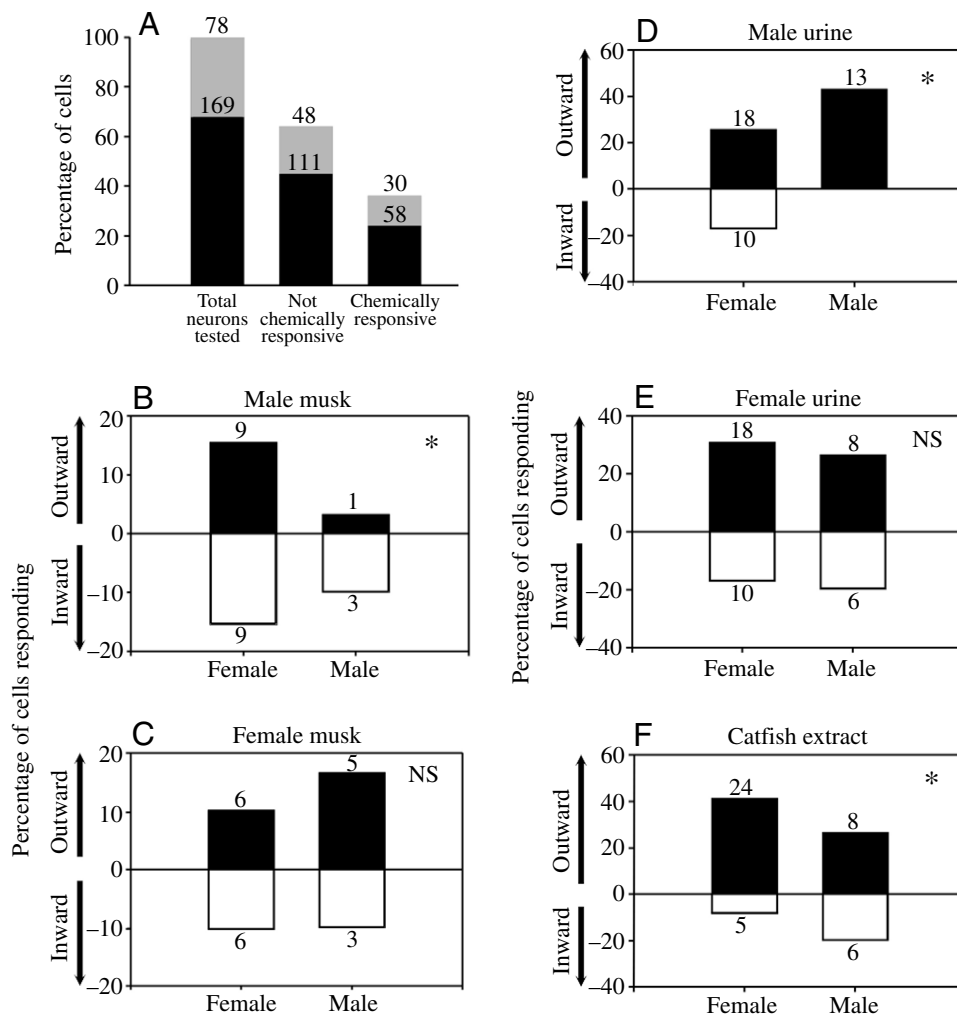 A
78
100
80
60
40
20
0
Percentage of cells
169
48
111
30
58
Total
neurons
tested
Not
chemically
responsive
Chemically
responsive
D
Male urine
60
40
20
0
–20
–40
Outward
Inward
18
13
*
10
Female
Male
B
Male musk
20
10
0
–10
–20
Outward
Inward
9
1
*
9
3
Female
Male
E
Female urine
40
20
0
–20
–40
Outward
Inward
18
8
NS
10
6
Female
Male
Percentage of cells responding
Percentage of cells responding
C
Female musk
20
10
0
–10
–20
Outward
Inward
6
5
NS
6
3
Female
Male
F
Catfish extract
60
40
20
0
–20
–40
Outward
Inward
24
8
*
5
6
Female
Male